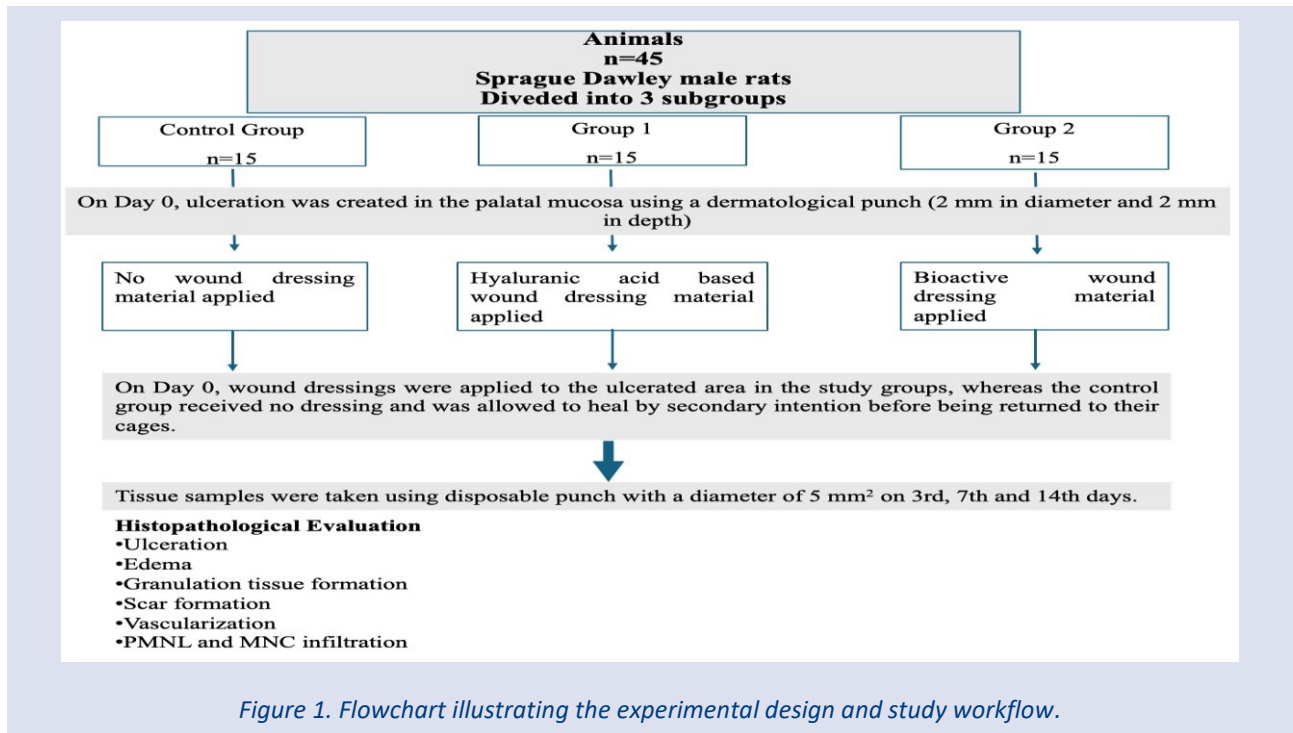 Animals
n=45
Sprague Dawley male rats
Diveded into 3 subgroups
Control Group
n=15
Group 1
n=15
Group 2
n=15
On Day 0, ulceration was created in the palatal mucosa using a dermatological punch (2 mm in diameter and 2 mm
in depth)
No wound dressing
material applied
Hyaluranic acid based
wound dressing material
applied
Bioactive wound
dressing material
applied
On Day 0, wound dressings were applied to the ulcerated area in the study groups, whereas the control
group received no dressing and was allowed to heal by secondary intention before being returned to their
cages.
Tissue samples were taken using disposable punch with a diameter of 5 mm² on 3rd, 7th and 14th days.
Histopathological Evaluation
•Ulceration
•Edema
•Granulation tissue formation
•Scar formation
•Vascularization
•PMNL and MNC infiltration
Figure 1. Flowchart illustrating the experimental design and study workflow.